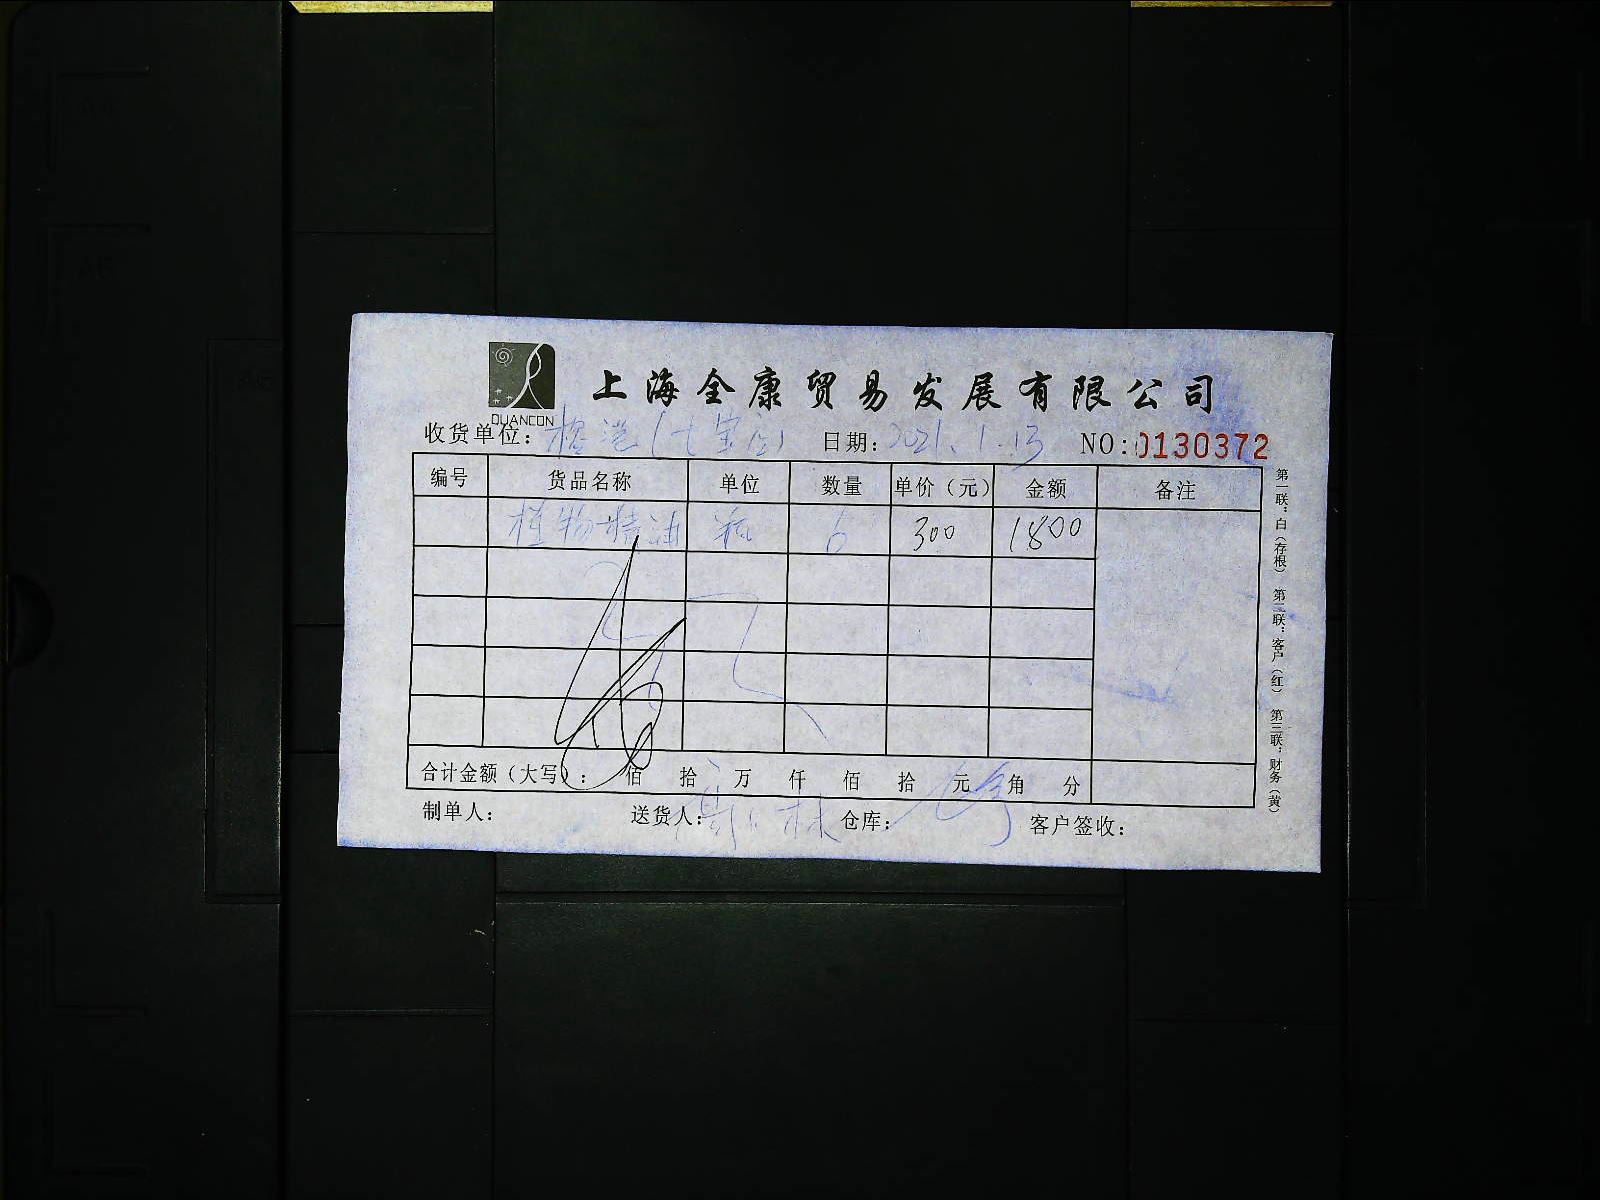 上海全康贸易发展有限公司
QUANCON
收货单位： 日期：2021.1.13 NO:0130372
编号 货品名称 单位 数量 单价（元） 金额 备注
植物精油 瓶 6 300 1800
合计金额（大写）： 佰 拾 万 仟 佰 拾 元 角 分
制单人： 送货人： 仓库： 客户签收：
第一联：白（存根） 第二联：客户（红） 第三联：财务（黄）